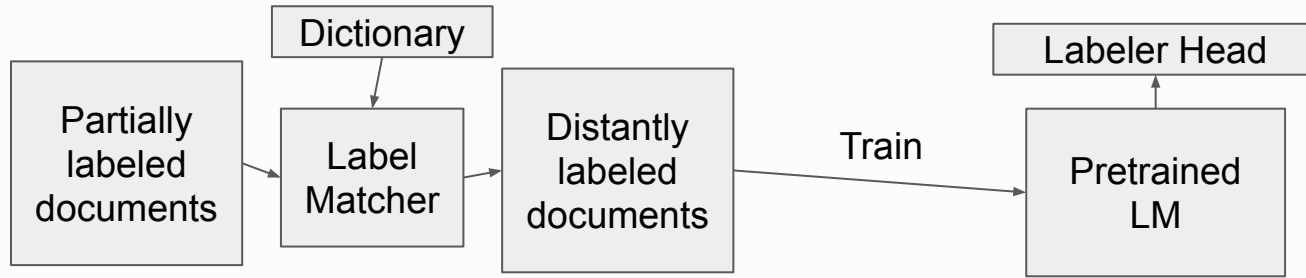 Dictionary
Partially
labeled
documents
Label
Matcher
Distantly
labeled
documents
Train
Labeler Head
Pretrained
LM